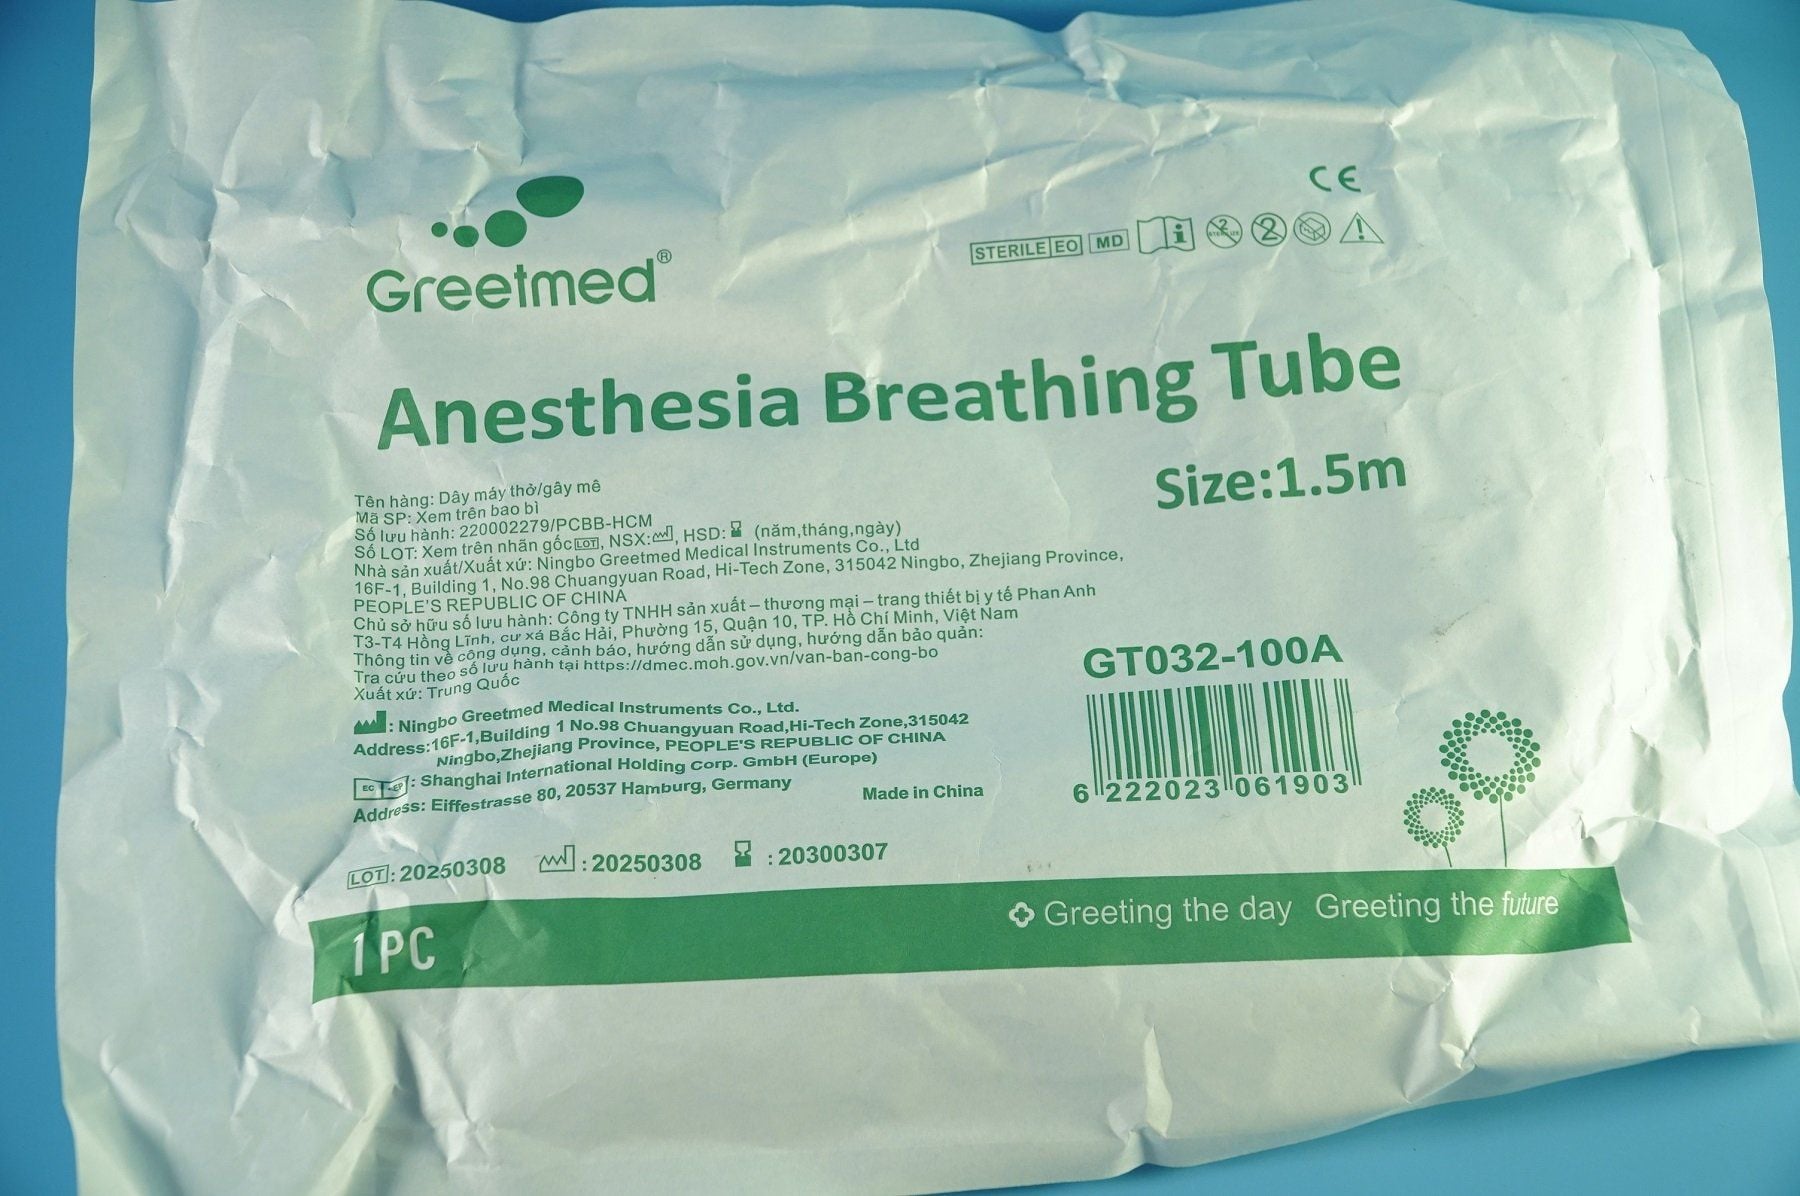 Greetmed®
CE
STERILE EO MD
Anesthesia Breathing Tube
Size:1.5m
Tên hàng: Dây máy thở/gây mê
Mã SP: Xem trên bao bì
Số lưu hành: 220002279/PCBB-HCM
Số LOT: Xem trên nhãn gốc LOT, NSX: , HSD: (năm,tháng,ngày)
Nhà sản xuất/Xuất xứ: Ningbo Greetmed Medical Instruments Co., Ltd
16F-1, Building 1, No.98 Chuangyuan Road, Hi-Tech Zone, 315042 Ningbo, Zhejiang Province,
PEOPLE'S REPUBLIC OF CHINA
Chủ sở hữu số lưu hành: Công ty TNHH sản xuất – thương mại – trang thiết bị y tế Phan Anh
T3-T4 Hồng Lĩnh, cư xá Bắc Hải, Phường 15, Quận 10, TP. Hồ Chí Minh, Việt Nam
Thông tin về công dụng, cảnh báo, hướng dẫn sử dụng, hướng dẫn bảo quản:
Tra cứu theo số lưu hành tại https://dmec.moh.gov.vn/van-ban-cong-bo
Xuất xứ: Trung Quốc
: Ningbo Greetmed Medical Instruments Co., Ltd.
Address:16F-1,Building 1 No.98 Chuangyuan Road,Hi-Tech Zone,315042
Ningbo,Zhejiang Province, PEOPLE'S REPUBLIC OF CHINA
EC REP: Shanghai International Holding Corp. GmbH (Europe)
Address: Eiffestrasse 80, 20537 Hamburg, Germany
Made in China
GT032-100A
6 222023 061903
LOT: 20250308 : 20250308 : 20300307
1 PC
Greeting the day Greeting the future